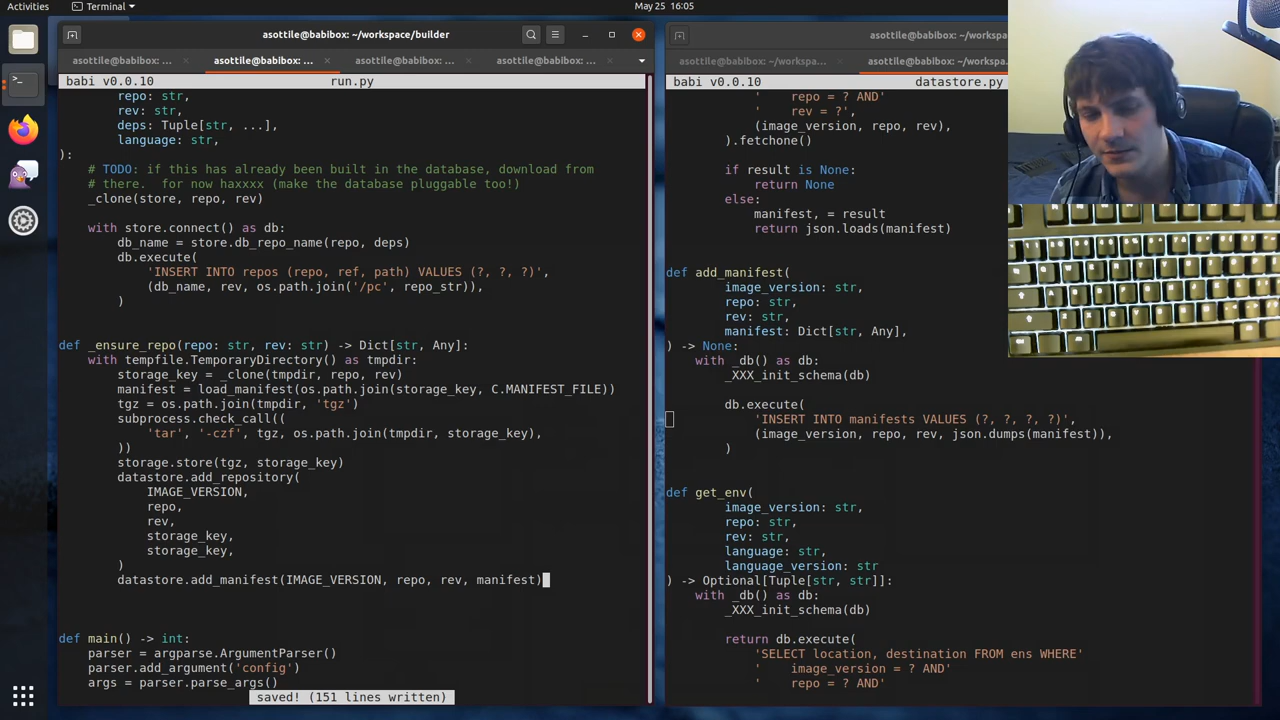 Activities
Terminal
May 25 16:05
asottile@babibox: ~/workspace/builder
asottile@babibox: ...
asottile@babibox: ...
asottile@babibox: ...
asottile@babibox: ...
babi v0.0.10
run.py
repo: str,
rev: str,
deps: Tuple[str, ...],
language: str,
):
# TODO: if this has already been built in the database, download from
# there.  for now haxxxx (make the database pluggable too!)
_clone(store, repo, rev)
with store.connect() as db:
db_name = store.db_repo_name(repo, deps)
db.execute(
'INSERT INTO repos (repo, ref, path) VALUES (?, ?, ?)',
(db_name, rev, os.path.join('/pc', repo_str)),
)
def _ensure_repo(repo: str, rev: str) -> Dict[str, Any]:
with tempfile.TemporaryDirectory() as tmpdir:
storage_key = _clone(tmpdir, repo, rev)
manifest = load_manifest(os.path.join(storage_key, C.MANIFEST_FILE))
tgz = os.path.join(tmpdir, 'tgz')
subprocess.check_call((
'tar', '-czf', tgz, os.path.join(tmpdir, storage_key),
))
storage.store(tgz, storage_key)
datastore.add_repository(
IMAGE_VERSION,
repo,
rev,
storage_key,
storage_key,
)
datastore.add_manifest(IMAGE_VERSION, repo, rev, manifest)
def main() -> int:
parser = argparse.ArgumentParser()
parser.add_argument('config')
args = parser.parse_args()
saved! (151 lines written)
asottile@babibox: ~/workspa
asottile@babibox: ~/workspa...
asottile@babibox: ~/workspa
babi v0.0.10
datastore.py
'    repo = ? AND'
'    rev = ?',
(image_version, repo, rev),
).fetchone()
if result is None:
return None
else:
manifest, = result
return json.loads(manifest)
def add_manifest(
image_version: str,
repo: str,
rev: str,
manifest: Dict[str, Any],
) -> None:
with _db() as db:
_XXX_init_schema(db)
db.execute(
'INSERT INTO manifests VALUES (?, ?, ?, ?)',
(image_version, repo, rev, json.dumps(manifest)),
)
def get_env(
image_version: str,
repo: str,
rev: str,
language: str,
language_version: str
) -> Optional[Tuple[str, str]]:
with _db() as db:
_XXX_init_schema(db)
return db.execute(
'SELECT location, destination FROM ens WHERE'
'    image_version = ? AND'
'    repo = ? AND'